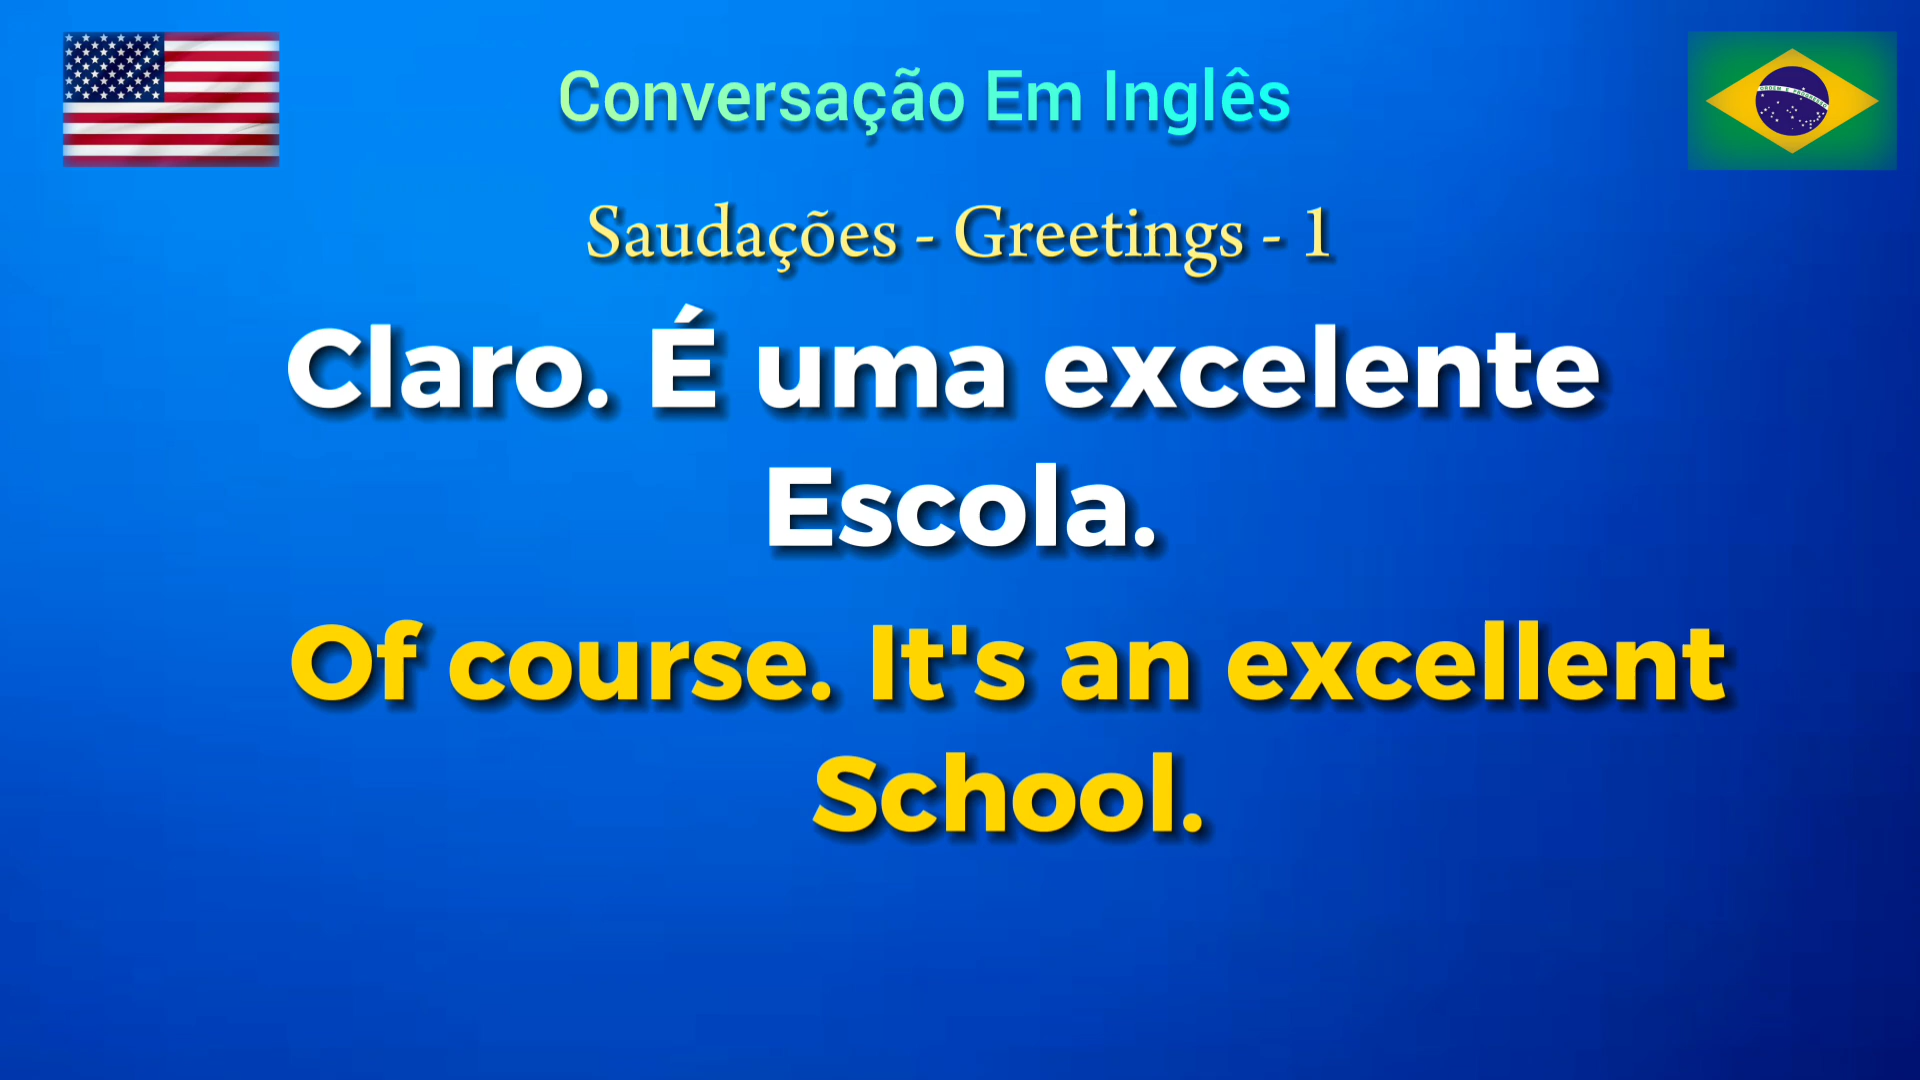 Conversação Em Inglês
Saudações - Greetings - 1
Claro. É uma excelente
Escola.
Of course. It's an excellent
School.